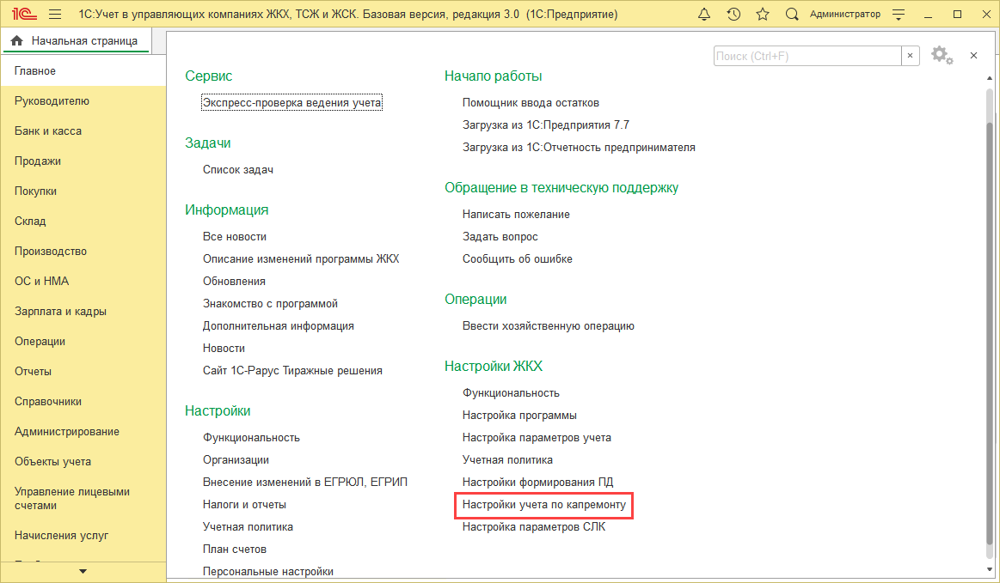 1С:Учет в управляющих компаниях ЖКХ, ТСЖ и ЖСК. Базовая версия, редакция 3.0 (1С:Предприятие)
Администратор
Начальная страница
Поиск (Ctrl+F)
Главное
Руководителю
Банк и касса
Продажи
Покупки
Склад
Производство
ОС и НМА
Зарплата и кадры
Операции
Отчеты
Справочники
Администрирование
Объекты учета
Управление лицевыми
счетами
Начисления услуг
Сервис
Экспресс-проверка ведения учета
Задачи
Список задач
Информация
Все новости
Описание изменений программы ЖКХ
Обновления
Знакомство с программой
Дополнительная информация
Новости
Сайт 1С-Рарус Тиражные решения
Настройки
Функциональность
Организации
Внесение изменений в ЕГРЮЛ, ЕГРИП
Налоги и отчеты
Учетная политика
План счетов
Персональные настройки
Начало работы
Помощник ввода остатков
Загрузка из 1С:Предприятия 7.7
Загрузка из 1С:Отчетность предпринимателя
Обращение в техническую поддержку
Написать пожелание
Задать вопрос
Сообщить об ошибке
Операции
Ввести хозяйственную операцию
Настройки ЖКХ
Функциональность
Настройка программы
Настройка параметров учета
Учетная политика
Настройки формирования ПД
Настройки учета по капремонту
Настройка параметров СЛК